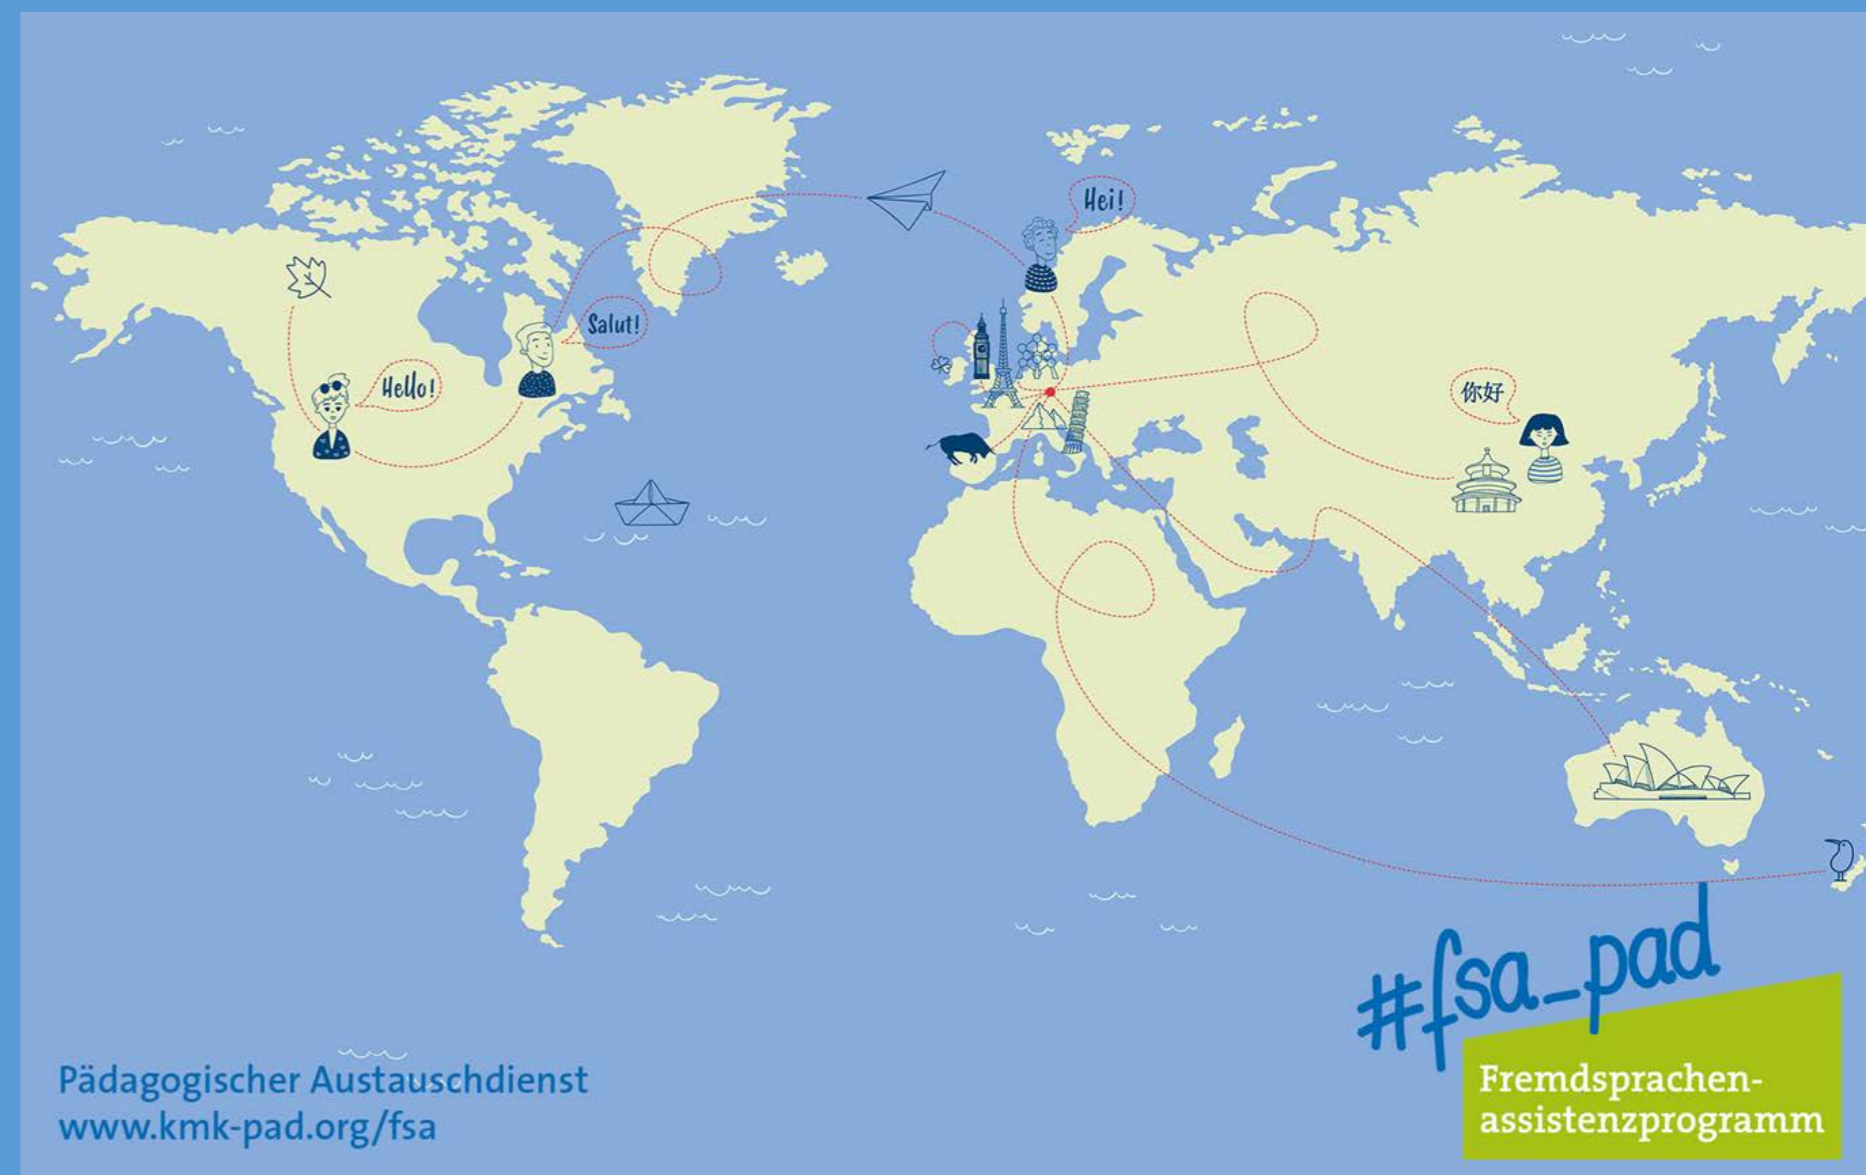 Hei!
Salut!
Hello!
你好
#fsa_pad
Fremdsprachen-
assistenzprogramm
Pädagogischer Austauschdienst
www.kmk-pad.org/fsa